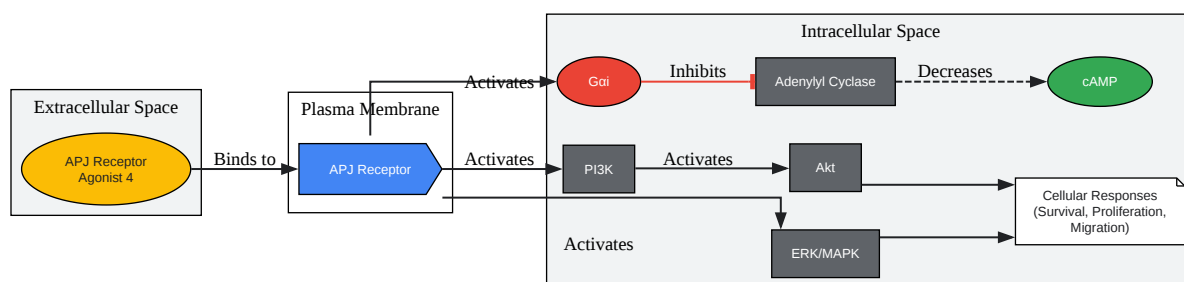 Intracellular Space
Activates
Gαi
Inhibits
Adenylyl Cyclase
Decreases
cAMP
Extracellular Space
Plasma Membrane
APJ Receptor
Agonist 4
Binds to
APJ Receptor
Activates
PI3K
Activates
Akt
Cellular Responses
(Survival, Proliferation,
Migration)
Activates
ERK/MAPK